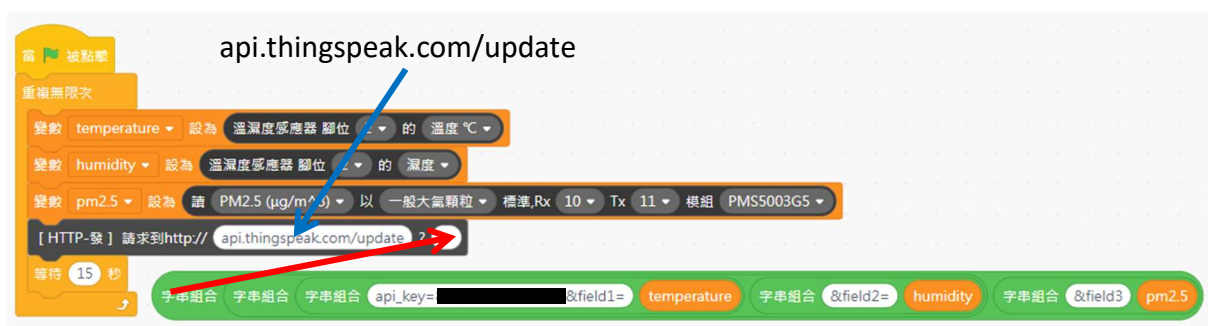 api.thingspeak.com/update
當 被點擊
重複無限次
變數 temperature 設為 溫濕度感應器 腳位 2 的 溫度 ℃
變數 humidity 設為 溫濕度感應器 腳位 2 的 濕度
變數 pm2.5 設為 讀 PM2.5 (μg/m^3) 以 一般大氣顆粒 標準,Rx 10 Tx 11 模組 PMS5003G5
[ HTTP-發 ] 請求到http:// api.thingspeak.com/update ?
等待 15 秒
字串組合 字串組合 字串組合 api_key= &field1= temperature 字串組合 &field2= humidity 字串組合 &field3 pm2.5